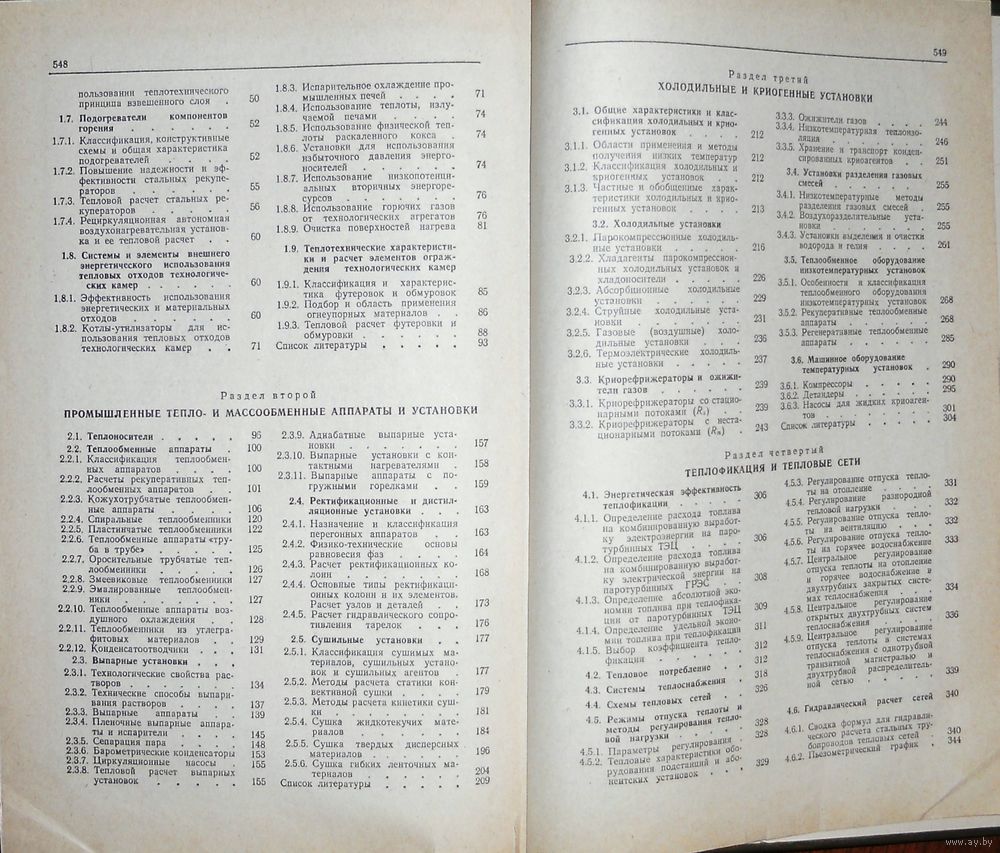 548
пользовании теплотехнического
принципа взвешенного слоя . 50
1.7. Подогреватели компонентов
горения . . . . . . 52
1.7.1. Классификация, конструктивные
схемы и общая характеристика
подогревателей . . . . 52
1.7.2. Повышение надежности и эф-
фективности стальных рекупе-
раторов . . . . . . 55
1.7.3. Тепловой расчет стальных ре-
куператоров . . . . . 56
1.7.4. Рециркуляционная автономная
воздухонагревательная установ-
ка и ее тепловой расчет . . 60
1.8. Системы и элементы внешнего
энергетического использования
тепловых отходов технологиче-
ских камер . . . . . . 60
1.8.1. Эффективность использования
энергетических и материальных
отходов . . . . . . 60
1.8.2. Котлы-утилизаторы для ис-
пользования тепловых отходов
технологических камер . . 71
1.8.3. Испарительное охлаждение про-
мышленных печей . . . . 71
1.8.4. Использование теплоты, излу-
чаемой печами . . . . 74
1.8.5. Использование физической теп-
лоты раскаленного кокса . 74
1.8.6. Установки для использования
избыточного давления энерго-
носителей . . . . . 74
1.8.7. Использование низкопотенци-
альных вторичных энергоре-
сурсов . . . . . . 76
1.8.8. Использование горючих газов
от технологических агрегатов 76
1.8.9. Очистка поверхностей нагрева 81
1.9. Теплотехнические характеристи-
ки и расчет элементов ограж-
дения технологических камер
1.9.1. Классификация и характерис-
тика футеровок и обмуровок 85
1.9.2. Подбор и область применения
огнеупорных материалов . . 86
1.9.3. Тепловой расчет футеровки и
обмуровки . . . . . 88
Список литературы . . . . . 93
Раздел второй
ПРОМЫШЛЕННЫЕ ТЕПЛО- И МАССООБМЕННЫЕ АППАРАТЫ И УСТАНОВКИ
2.1. Теплоносители . . . . . 96
2.2. Теплообменные аппараты . 100
2.2.1. Классификация теплообмен-
ных аппаратов . . . . 100
2.2.2. Расчеты рекуперативных теп-
лообменных аппаратов . . 101
2.2.3. Кожухотрубчатые теплообмен-
ные аппараты . . . . 106
2.2.4. Спиральные теплообменники 120
2.2.5. Пластинчатые теплообменники 122
2.2.6. Теплообменные аппараты «тру-
ба в трубе» . . . . . 125
2.2.7. Оросительные трубчатые теп-
лообменники . . . . . 126
2.2.8. Змеевиковые теплообменники 127
2.2.9. Эмалированные теплообмен-
ники . . . . . . . 127
2.2.10. Теплообменные аппараты воз-
душного охлаждения . . 128
2.2.11. Теплообменники из углегра-
фитовых материалов . . 129
2.2.12. Конденсатоотводчики . . . 131
2.3. Выпарные установки . . .
2.3.1. Технологические свойства рас-
творов . . . . . . 134
2.3.2. Технические способы выпари-
вания растворов . . . 137
2.3.3. Выпарные аппараты . . 139
2.3.4. Пленочные выпарные аппара-
ты и испарители . . . . 145
2.3.5. Сепарация пара . . . . 148
2.3.6. Барометрические конденсаторы 153
2.3.7. Циркуляционные насосы . . 155
2.3.8. Тепловой расчет выпарных
установок . . . . . 155
2.3.9. Адиабатные выпарные уста-
новки . . . . . . . 157
2.3.10. Выпарные установки с кон-
тактными нагревателями . 158
2.3.11. Выпарные аппараты с по-
гружными горелками . . 159
2.4. Ректификационные и дистил-
ляционные установки . . . 163
2.4.1. Назначение и классификация
перегонных аппаратов . . 163
2.4.2. Физико-технические основы
равновесия фаз . . . . 164
2.4.3. Расчет ректификационных ко-
лонн . . . . . . . 168
2.4.4. Основные типы ректификаци-
онных колонн и их элементов.
Расчет узлов и деталей . . 173
2.4.5. Расчет гидравлического сопро-
тивления тарелок . . . 176
2.5. Сушильные установки . . 177
2.5.1. Классификация сушимых ма-
териалов, сушильных устано-
вок и сушильных агентов . 177
2.5.2. Методы расчета статики кон-
вективной сушки . . . . 179
2.5.3. Методы расчета кинетики суш-
ки . . . . . . . . 181
2.5.4. Сушка жидкотекучих мате-
риалов . . . . . . 184
2.5.5. Сушка твердых дисперсных
материалов . . . . . 196
2.5.6. Сушка гибких ленточных ма-
териалов . . . . . . 204
Список литературы . . . . . 209
549
Раздел третий
ХОЛОДИЛЬНЫЕ И КРИОГЕННЫЕ УСТАНОВКИ
3.1. Общие характеристики и клас-
сификация холодильных и крио-
генных установок . . . . 212
3.1.1. Области применения и методы
получения низких температур 212
3.1.2. Классификация холодильных и
криогенных установок . . 212
3.1.3. Частные и обобщенные харак-
теристики холодильных и крио-
генных установок . . . . 213
3.2. Холодильные установки
3.2.1. Парокомпрессионные холодиль-
ные установки . . . . 216
3.2.2. Хладагенты парокомпрессион-
ных холодильных установок и
хладоносители . . . . . 226
3.2.3. Абсорбционные холодильные
установки . . . . . 229
3.2.4. Струйные холодильные уста-
новки . . . . . . . 231
3.2.5. Газовые (воздушные) холо-
дильные установки . . . 236
3.2.6. Термоэлектрические холодиль-
ные установки . . . . 237
3.3. Криорефрижераторы и ожижи-
тели газов . . . . . . 239
3.3.1. Криорефрижераторы со стацио-
нарными потоками (Rs) . . 239
3.3.2. Криорефрижераторы с неста-
ционарными потоками (Rн) . 243
3.3.3. Ожижители газов . . . . 244
3.3.4. Низкотемпературная теплоизо-
ляция . . . . . . . 246
3.3.5. Хранение и транспорт конден-
сированных криоагентов . 251
3.4. Установки разделения газовых
смесей . . . . . . 255
3.4.1. Низкотемпературные методы
разделения газовых смесей . 255
3.4.2. Воздухоразделительные уста-
новки . . . . . . . 255
3.4.3. Установки выделения и очистки
водорода и гелия . . . 261
3.5. Тепломообменное оборудование
низкотемпературных установок
3.5.1. Особенности и классификация
теплообменного оборудования
низкотемпературных установок 268
3.5.2. Рекуперативные теплообменные
аппараты . . . . . . 268
3.5.3. Регенеративные теплообменные
аппараты . . . . . . 285
3.6. Машинное оборудование
температурных установок . 290
3.6.1. Компрессоры . . . . . 290
3.6.2. Детандеры . . . . . 295
3.6.3. Насосы для жидких криоаген-
тов . . . . . . . 301
Список литературы . . . . . 304
Раздел четвертый
ТЕПЛОФИКАЦИЯ И ТЕПЛОВЫЕ СЕТИ
4.1. Энергетическая эффективность
теплофикации . . . . . 306
4.1.1. Определение расхода топлива
на комбинированную выработ-
ку электроэнергии на паро-
турбинных ТЭЦ . . . . 306
4.1.2. Определение расхода топлива
на комбинированную выработ-
ку электрической энергии на
паротурбинных ГРЭС . . 308
4.1.3. Определение абсолютной эко-
номии топлива при теплофика-
ции от паротурбинных ТЭЦ 309
4.1.4. Определение удельной эконо-
мии топлива при теплофикации 311
4.1.5. Выбор коэффициента тепло-
фикации . . . . . . 312
4.2. Тепловое потребление . . 312
4.3. Системы теплоснабжения . 318
4.4. Схемы тепловых сетей . . 326
4.5. Режимы отпуска теплоты и
методы регулирования тепло-
вой нагрузки . . . . . 328
4.5.1. Параметры регулирования . 328
4.5.2. Тепловые характеристики обо-
рудования подстанций и або-
нентских установок . . . 329
4.5.3. Регулирование отпуска тепло-
ты на отопление . . . . 331
4.5.4. Регулирование разнородной
тепловой нагрузки . . . 332
4.5.5. Регулирование отпуска тепло-
ты на вентиляцию . . . 332
4.5.6. Регулирование отпуска тепло-
ты на горячее водоснабжение 333
4.5.7. Центральное регулирование
отпуска теплоты на отопление
и горячее водоснабжение в
двухтрубных закрытых систе-
мах теплоснабжения . . . 334
4.5.8. Центральное регулирование
открытых двухтрубных систем
теплоснабжения . . . . 336
4.5.9. Центральное регулирование
отпуска теплоты в системах
теплоснабжения с однотрубной
транзитной магистралью и
двухтрубной распределитель-
ной сетью . . . . . 339
4.6. Гидравлический расчет сетей 340
4.6.1. Сводка формул для гидравли-
ческого расчета стальных тру-
бопроводов тепловых сетей . 340
4.6.2. Пьезометрический график . 344
www.ay.by